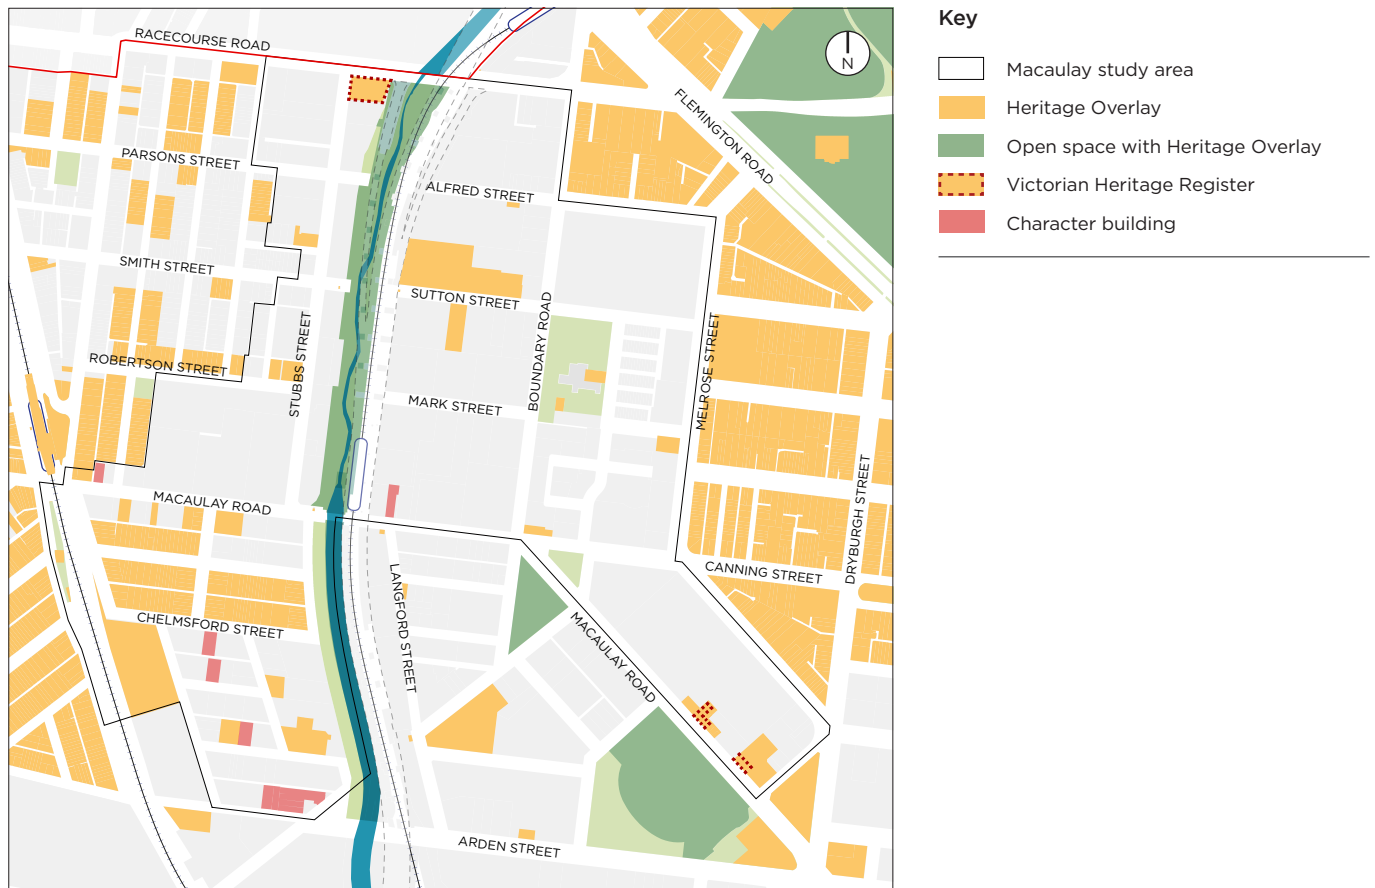 RACECOURSE ROAD
N
FLEMINGTON ROAD
PARSONS STREET
ALFRED STREET
SMITH STREET
SUTTON STREET
BOUNDARY ROAD
STUBBS STREET
MELROSE STREET
ROBERTSON STREET
MARK STREET
MACAULAY ROAD
DRYBURGH STREET
CANNING STREET
LANGFORD STREET
CHELMSFORD STREET
MACAULAY ROAD
ARDEN STREET
Key
Macaulay study area
Heritage Overlay
Open space with Heritage Overlay
Victorian Heritage Register
Character building